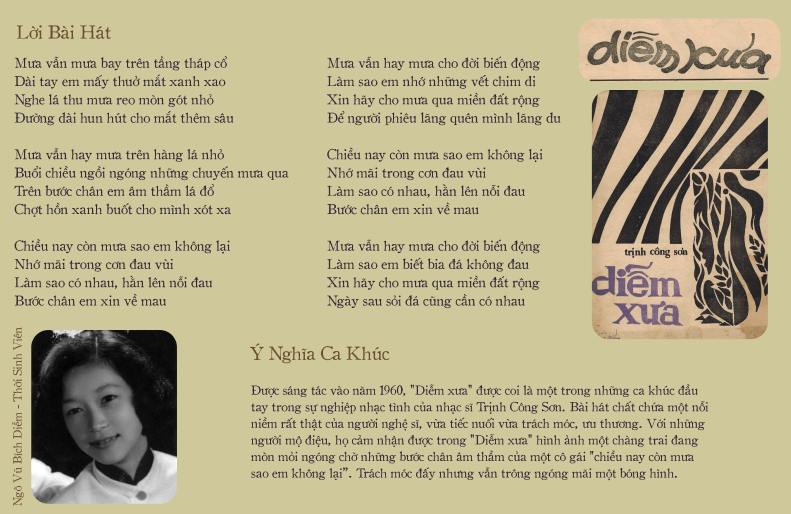 Lời Bài Hát
Mưa vẫn mưa bay trên tầng tháp cổ
Dài tay em mấy thuở mắt xanh xao
Nghe lá thu mưa reo mòn gót nhỏ
Đường dài hun hút cho mắt thêm sâu
Mưa vẫn hay mưa trên hàng lá nhỏ
Buổi chiều ngồi ngóng những chuyến mưa qua
Trên bước chân em âm thầm lá đổ
Chợt hồn xanh buốt cho mình xót xa
Chiều nay còn mưa sao em không lại
Nhớ mãi trong cơn đau vùi
Làm sao có nhau, hằn lên nỗi đau
Bước chân em xin về mau
Mưa vẫn hay mưa cho đời biến động
Làm sao em nhớ những vết chim di
Xin hãy cho mưa qua miền đất rộng
Để người phiêu lãng quên mình lãng du
Chiều nay còn mưa sao em không lại
Nhớ mãi trong cơn đau vùi
Làm sao có nhau, hằn lên nỗi đau
Bước chân em xin về mau
Mưa vẫn hay mưa cho đời biến động
Làm sao em biết bia đá không đau
Xin hãy cho mưa qua miền đất rộng
Ngày sau sỏi đá cũng cần có nhau
diễm xưa
trịnh công sơn
diễm
xưa
Ngô Vũ Bích Diễm - Thời Sinh Viên
Ý Nghĩa Ca Khúc
Được sáng tác vào năm 1960, "Diễm xưa" được coi là một trong những ca khúc đầu
tay trong sự nghiệp nhạc tình của nhạc sĩ Trịnh Công Sơn. Bài hát chất chứa một nỗi
niềm rất thật của người nghệ sĩ, vừa tiếc nuối vừa trách móc, ưu thương. Với những
người mộ điệu, họ cảm nhận được trong "Diễm xưa" hình ảnh một chàng trai đang
mòn mỏi ngóng chờ những bước chân âm thầm của một cô gái "chiều nay còn mưa
sao em không lại”. Trách móc đấy nhưng vẫn trông ngóng mãi một bóng hình.